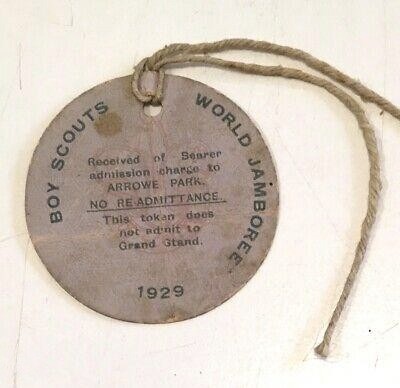 BOY SCOUTS WORLD JAMBOREE
Received of Bearer
admission charge to
ARROWE PARK.
NO RE-ADMITTANCE.
This token does
not admit to
Grand Stand.
1929